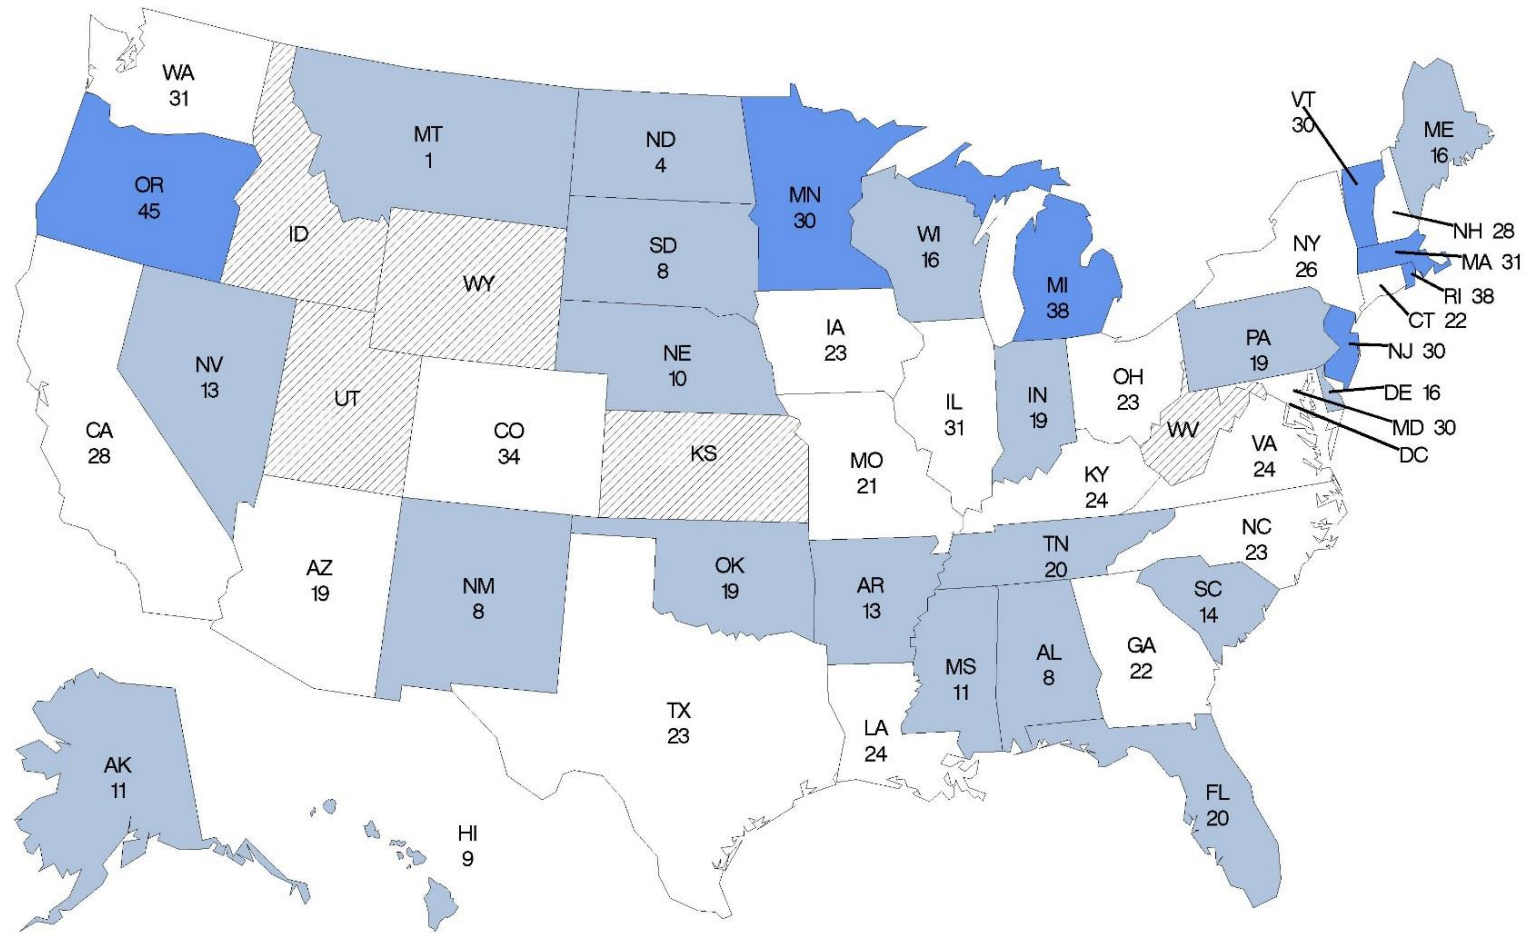 WA
31
MT
1
ND
4
MN
30
VT
30
ME
16
OR
45
ID
WY
SD
8
WI
16
MI
38
NY
26
NH 28
MA 31
RI 38
CT 22
NJ 30
DE 16
MD 30
DC
CA
28
NV
13
UT
CO
34
NE
10
KS
IA
23
MO
21
IL
31
IN
19
OH
23
PA
19
WV
VA
24
KY
24
AZ
19
NM
8
OK
19
AR
13
TN
20
NC
23
SC
14
TX
23
LA
24
MS
11
AL
8
GA
22
FL
20
AK
11
HI
9